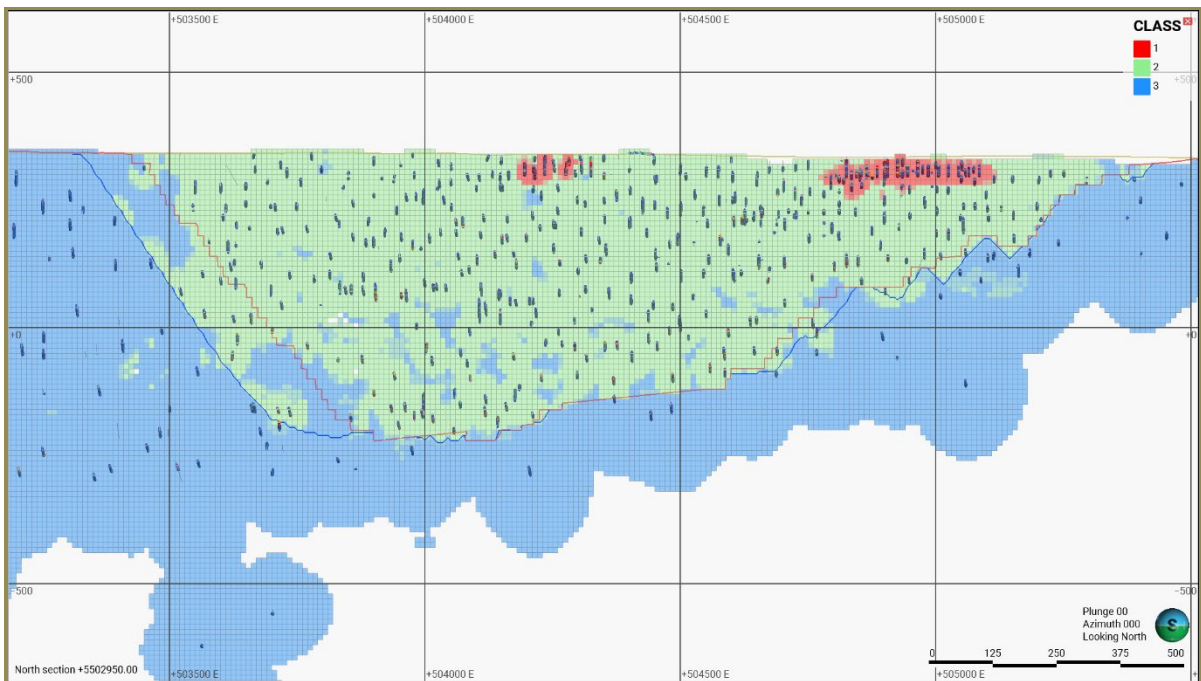 +503500 E
+504000 E
+504500 E
+505000 E
CLASS
1
2
3
+500
+500
+0
+0
-500
-500
Plunge 00
Azimuth 000
Looking North
S
0 125 250 375 500
North section +5502950.00
+503500 E
+504000 E
+504500 E
+505000 E